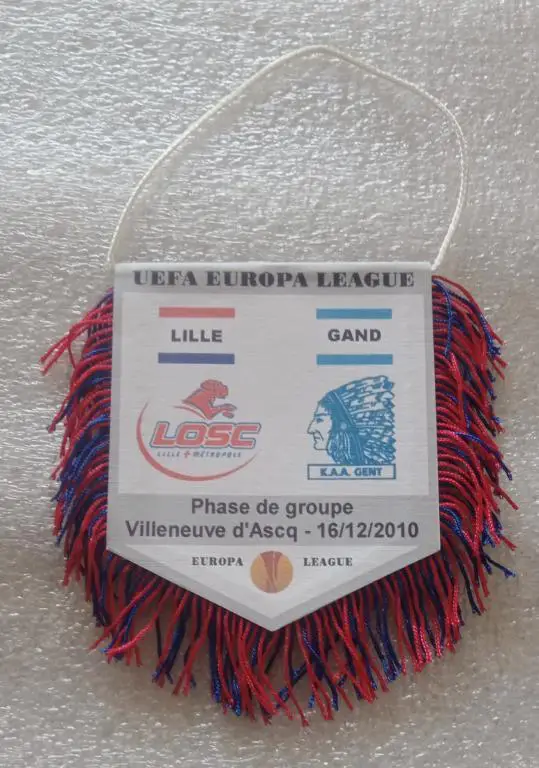 UEFA EUROPA LEAGUE
LILLE
GAND
LOSC
LILLE MÉTROPOLE
K.A.A. GENT
Phase de groupe
Villeneuve d'Ascq - 16/12/2010
EUROPA LEAGUE